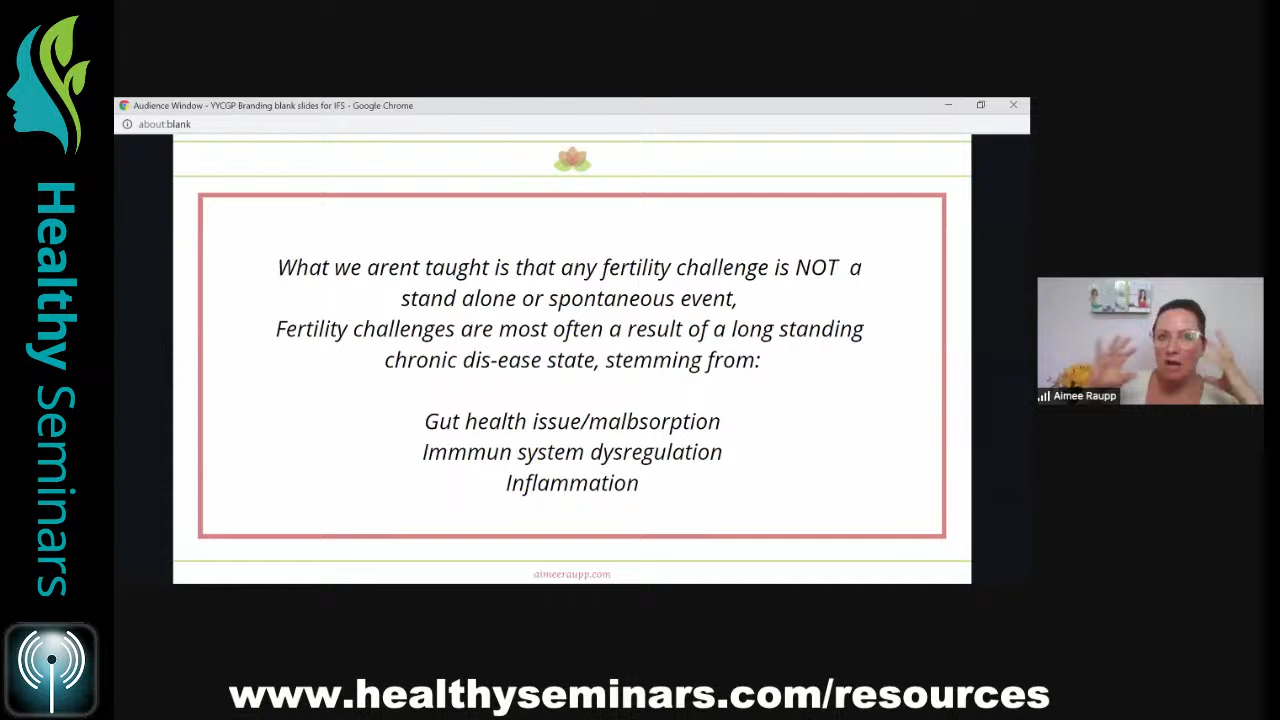 Healthy Seminars
Audience Window - YYCGP Branding blank slides for IFS - Google Chrome
about:blank
What we arent taught is that any fertility challenge is NOT a
stand alone or spontaneous event,
Fertility challenges are most often a result of a long standing
chronic dis-ease state, stemming from:
Gut health issue/malbsorption
Immmun system dysregulation
Inflammation
aimeeraupp.com
Aimee Raupp
www.healthyseminars.com/resources